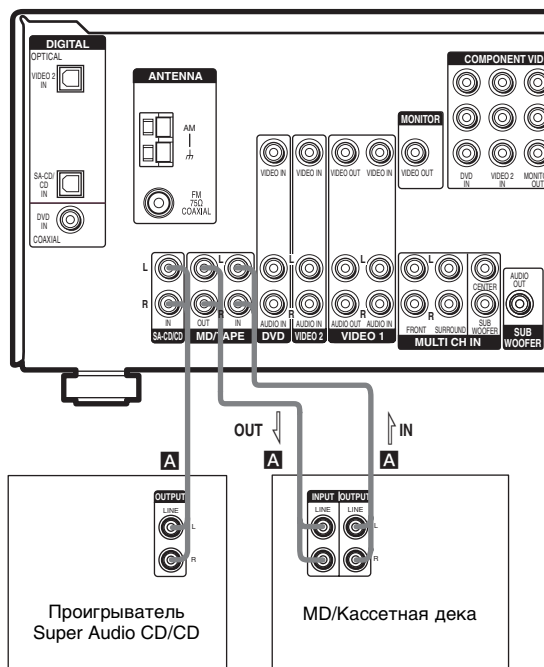 DIGITAL
OPTICAL
VIDEO 2
IN
SA-CD/
CD
IN
DVD
IN
COAXIAL
ANTENNA
AM
FM
75Ω
COAXIAL
MONITOR
VIDEO OUT
COMPONENT VID
DVD
IN
VIDEO 2
IN
MONITO
OUT
VIDEO IN
VIDEO IN
VIDEO OUT
VIDEO IN
L
L
L
L
L
R
R
R
R
R
IN
OUT
IN
AUDIO IN
AUDIO IN
AUDIO OUT
AUDIO IN
FRONT
SURROUND
CENTER
SUB
WOOFER
AUDIO
OUT
SA-CD/CD
MD/TAPE
DVD
VIDEO 2
VIDEO 1
MULTI CH IN
SUB
WOOFER
OUT
IN
A
A
A
OUTPUT
LINE
L
R
INPUT
OUTPUT
LINE
LINE
L
R
Проигрыватель
Super Audio CD/CD
MD/Кассетная дека